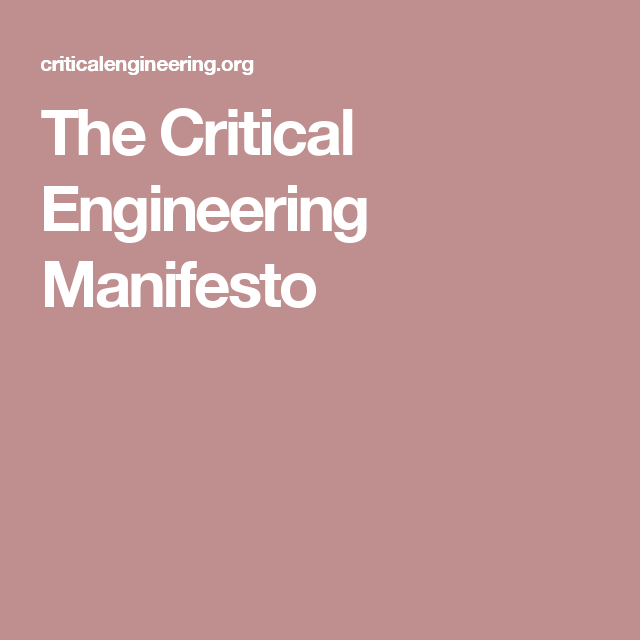 criticalengineering.org
The Critical
Engineering
Manifesto